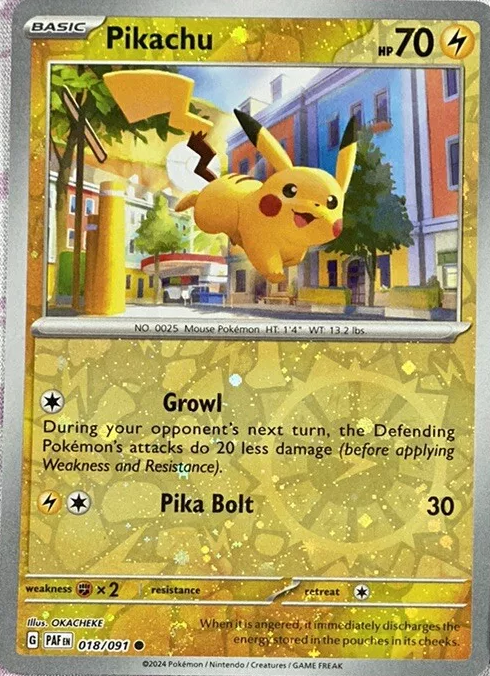 BASIC
Pikachu
HP 70
NO. 0025 Mouse Pokémon HT: 1'4" WT: 13.2 lbs.
Growl
During your opponent's next turn, the Defending
Pokémon's attacks do 20 less damage (before applying
Weakness and Resistance).
Pika Bolt 30
weakness ×2 resistance retreat
Illus. OKACHEKE
When it is angered, it immediately discharges the
energy stored in the pouches in its cheeks.
G PAF EN 018/091
©2024 Pokémon / Nintendo / Creatures / GAME FREAK